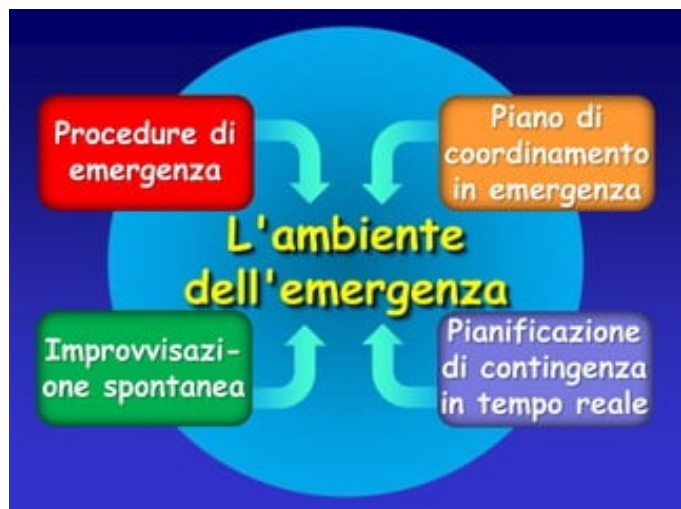 Procedure di
emergenza
Piano di
coordinamento
in emergenza
L'ambiente
dell'emergenza
Improvvisazi-
one spontanea
Pianificazione
di contingenza
in tempo reale